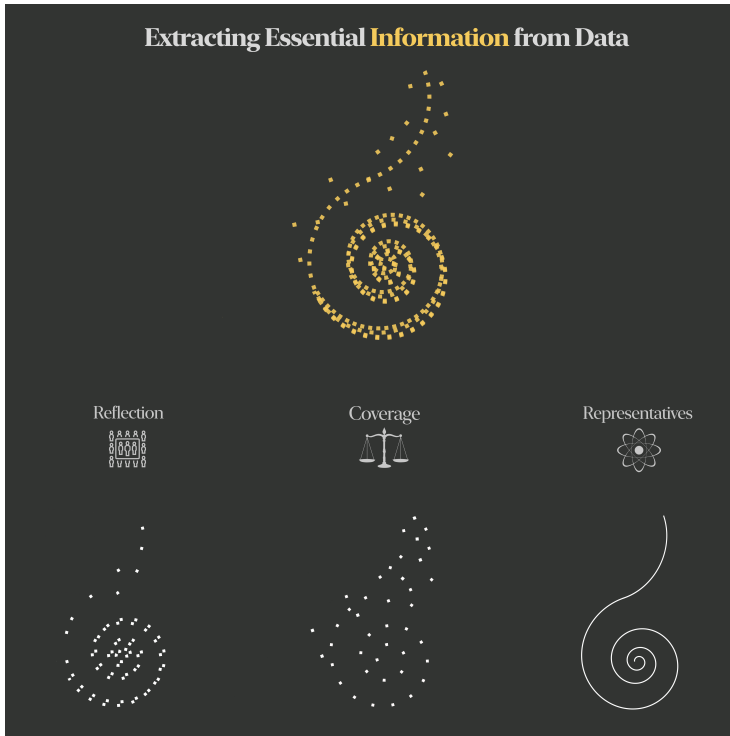 Extracting Essential Information from Data
Reflection
Coverage
Representatives